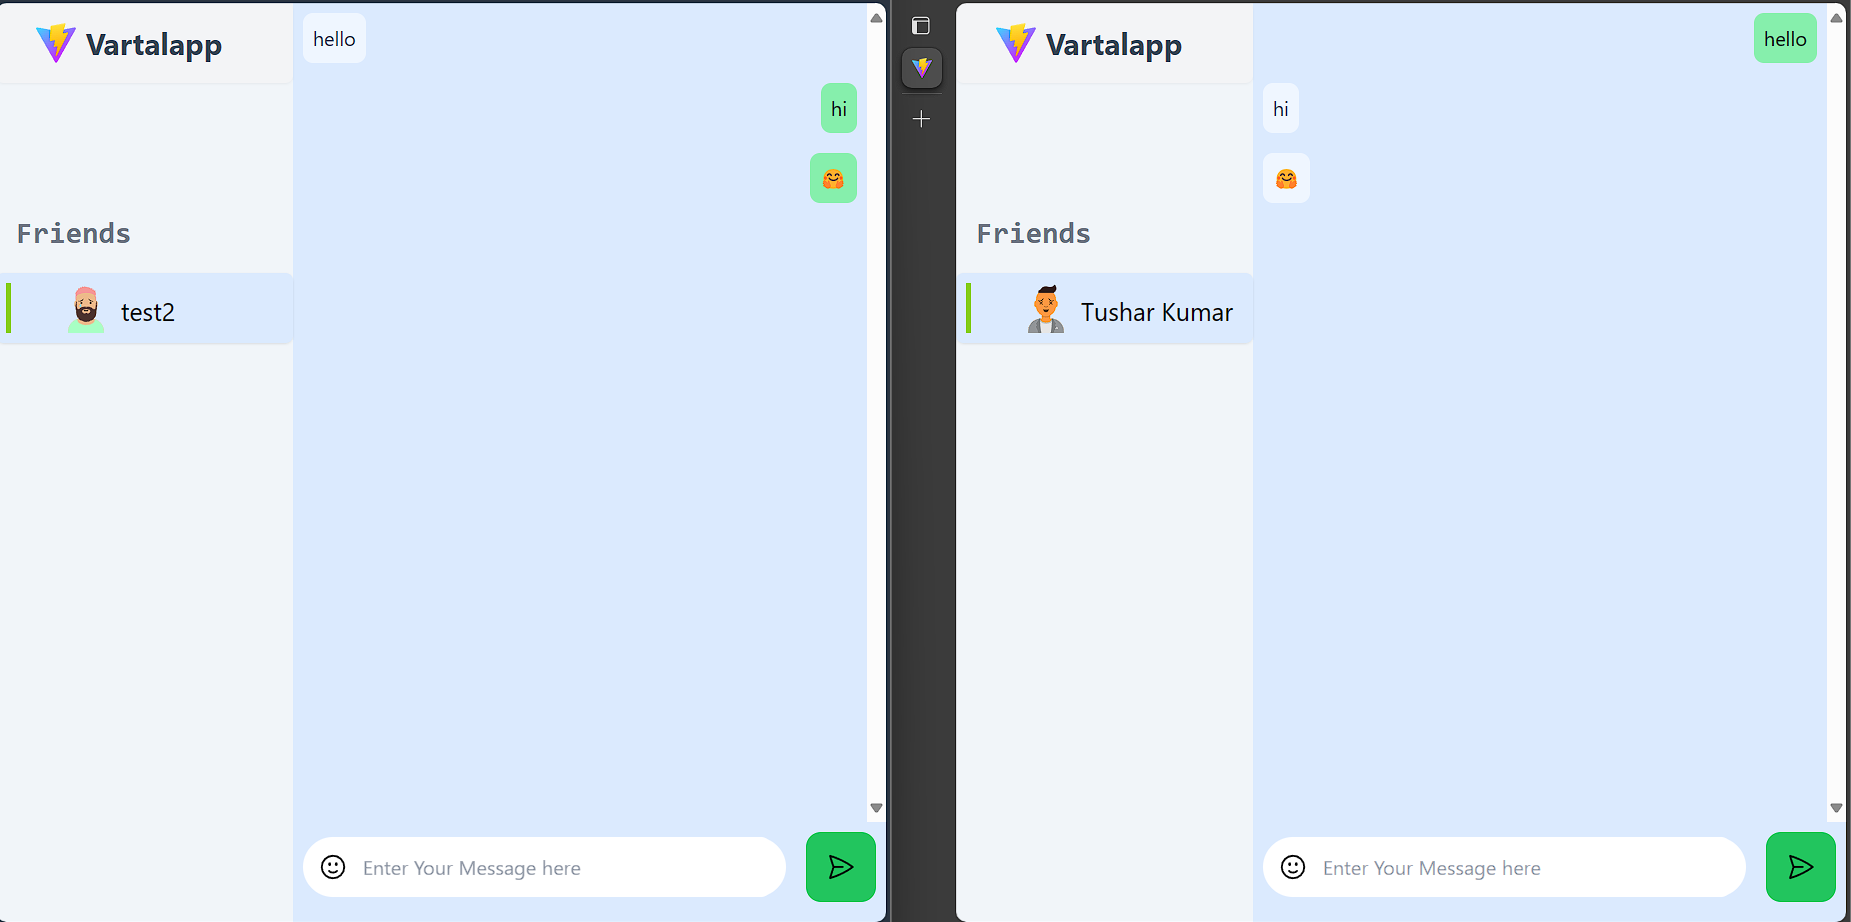 Vartalapp
hello
hi
🤗
Friends
test2
Enter Your Message here
Vartalapp
hello
hi
🤗
Friends
Tushar Kumar
Enter Your Message here